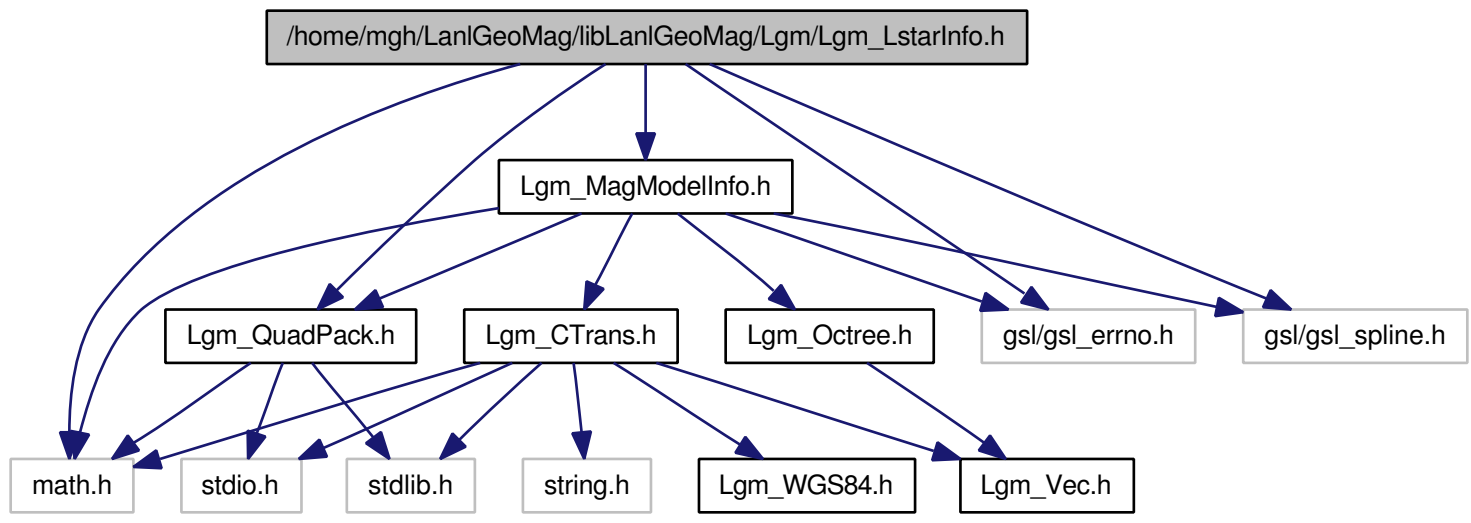 /home/mgh/LanlGeoMag/libLanlGeoMag/Lgm/Lgm_LstarInfo.h
Lgm_MagModelInfo.h
Lgm_QuadPack.h
Lgm_CTrans.h
Lgm_Octree.h
gsl/gsl_errno.h
gsl/gsl_spline.h
math.h
stdio.h
stdlib.h
string.h
Lgm_WGS84.h
Lgm_Vec.h